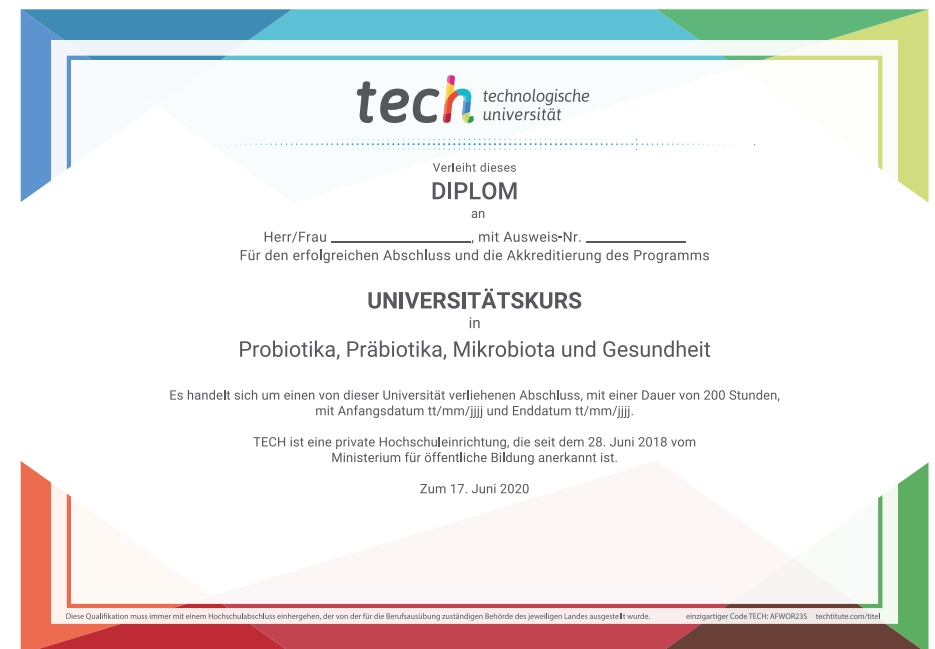 tech technologische
universität
Verleiht dieses
DIPLOM
an
Herr/Frau ____________________, mit Ausweis-Nr. ______________
Für den erfolgreichen Abschluss und die Akkreditierung des Programms
UNIVERSITÄTSKURS
in
Probiotika, Präbiotika, Mikrobiota und Gesundheit
Es handelt sich um einen von dieser Universität verliehenen Abschluss, mit einer Dauer von 200 Stunden,
mit Anfangsdatum tt/mm/jjjj und Enddatum tt/mm/jjjj.
TECH ist eine private Hochschuleinrichtung, die seit dem 28. Juni 2018 vom
Ministerium für öffentliche Bildung anerkannt ist.
Zum 17. Juni 2020
Diese Qualifikation muss immer mit einem Hochschulabschluss einhergehen, der von der für die Berufsausübung zuständigen Behörde des jeweiligen Landes ausgestellt wurde. einzigartiger Code TECH: AFWOR23S techtitute.com/titel